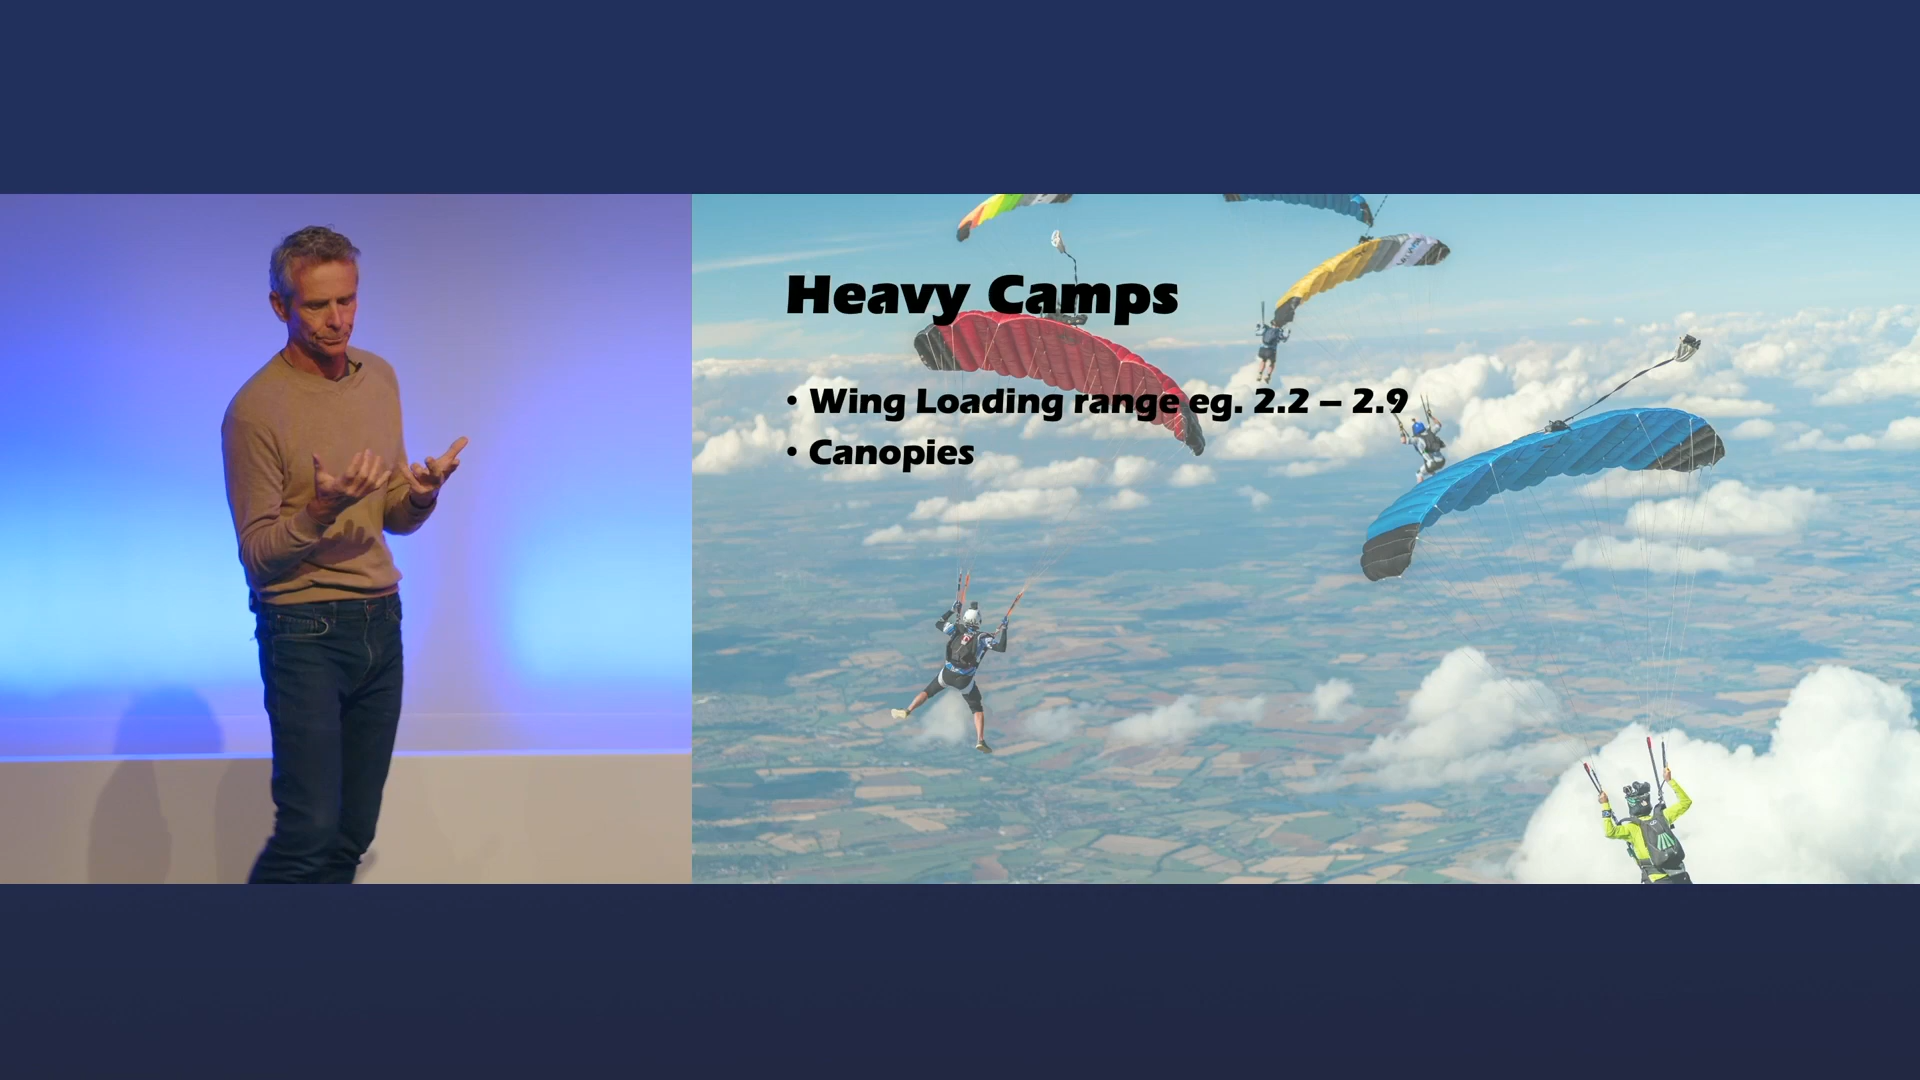 Heavy Camps
• Wing Loading range eg. 2.2 – 2.9
• Canopies